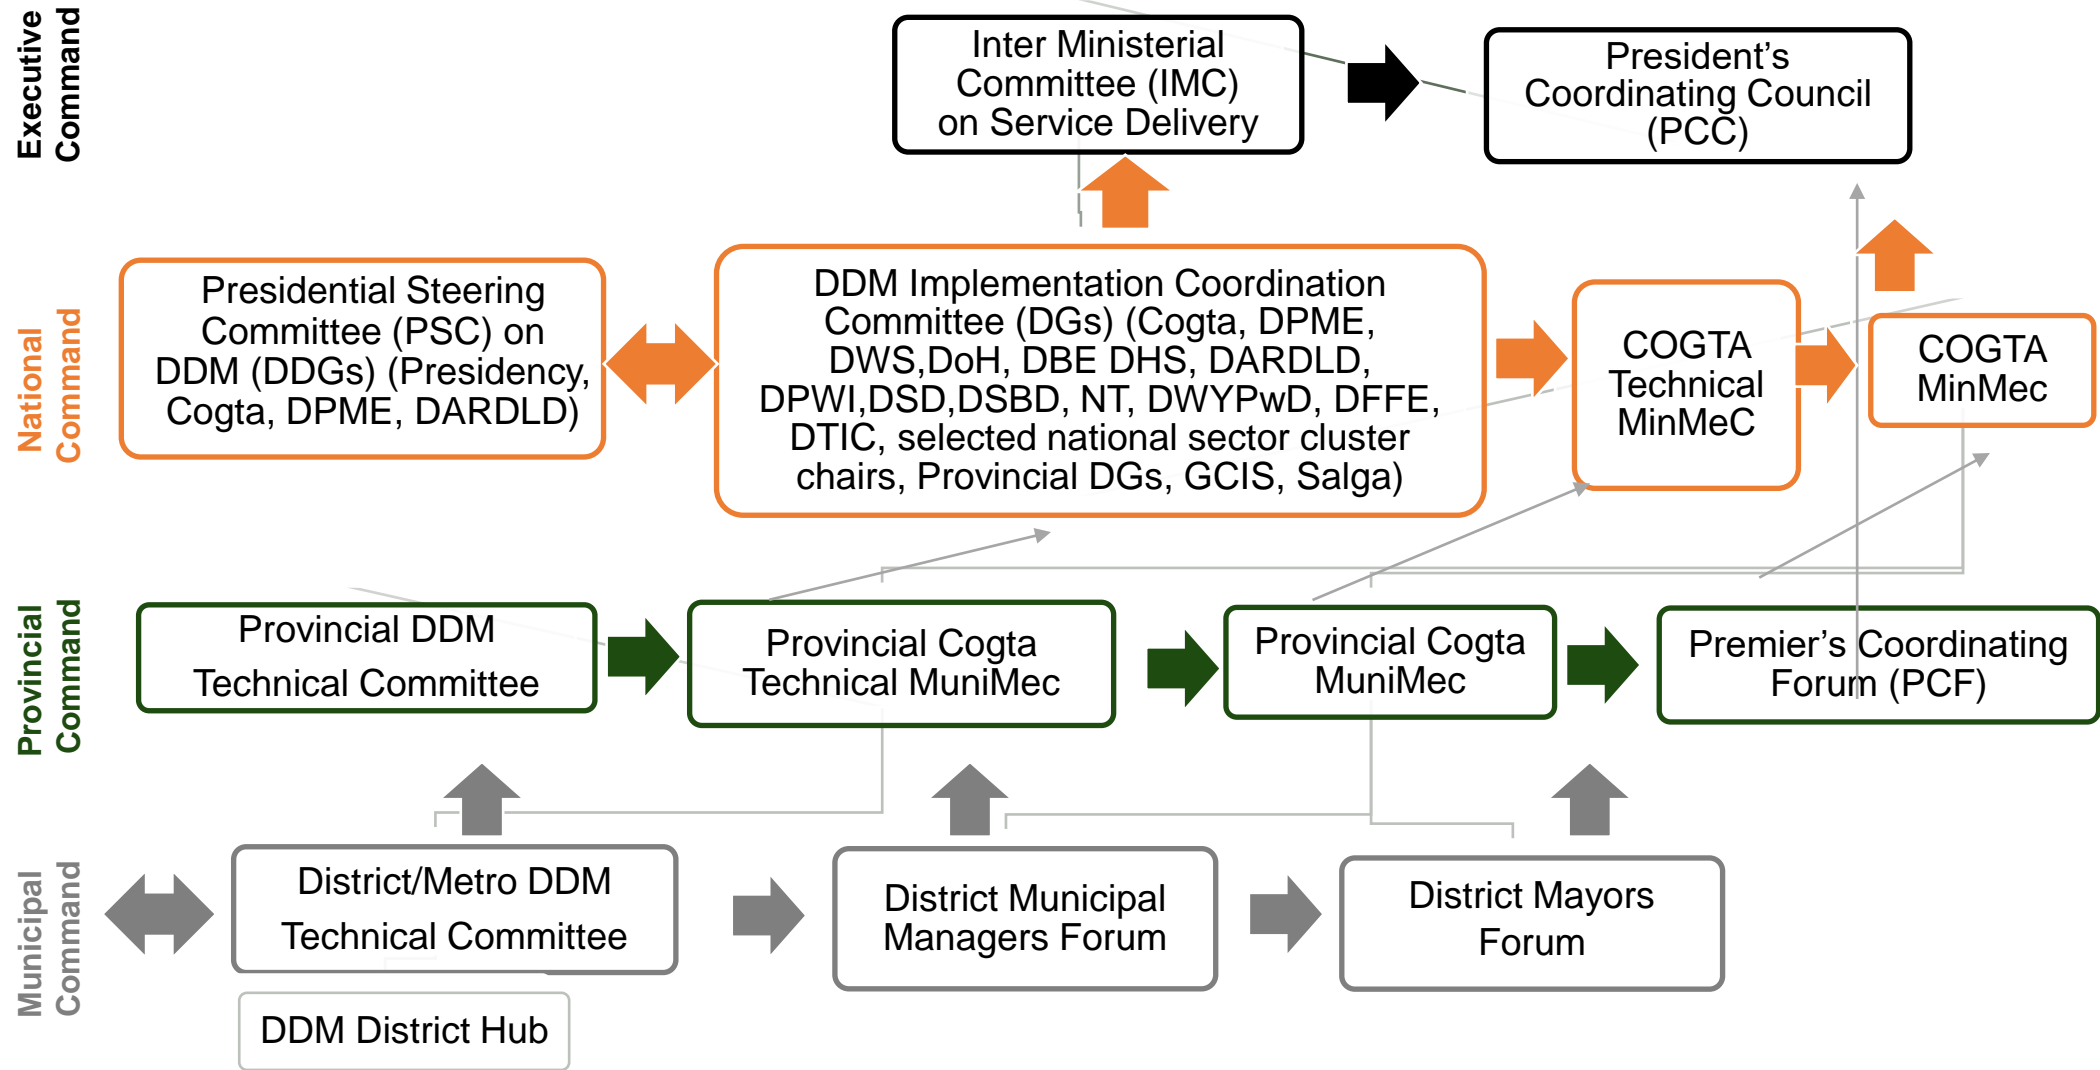 Executive
Command
Inter Ministerial
Committee (IMC)
on Service Delivery
President’s
Coordinating Council
(PCC)
National
Command
Presidential Steering
Committee (PSC) on
DDM (DDGs) (Presidency,
Cogta, DPME, DARDLD)
DDM Implementation Coordination
Committee (DGs) (Cogta, DPME,
DWS,DoH, DBE DHS, DARDLD,
DPWI,DSD,DSBD, NT, DWYPwD, DFFE,
DTIC, selected national sector cluster
chairs, Provincial DGs, GCIS, Salga)
COGTA
Technical
MinMeC
COGTA
MinMec
Provincial
Command
Provincial DDM
Technical Committee
Provincial Cogta
Technical MuniMec
Provincial Cogta
MuniMec
Premier’s Coordinating
Forum (PCF)
Municipal
Command
District/Metro DDM
Technical Committee
District Municipal
Managers Forum
District Mayors
Forum
DDM District Hub